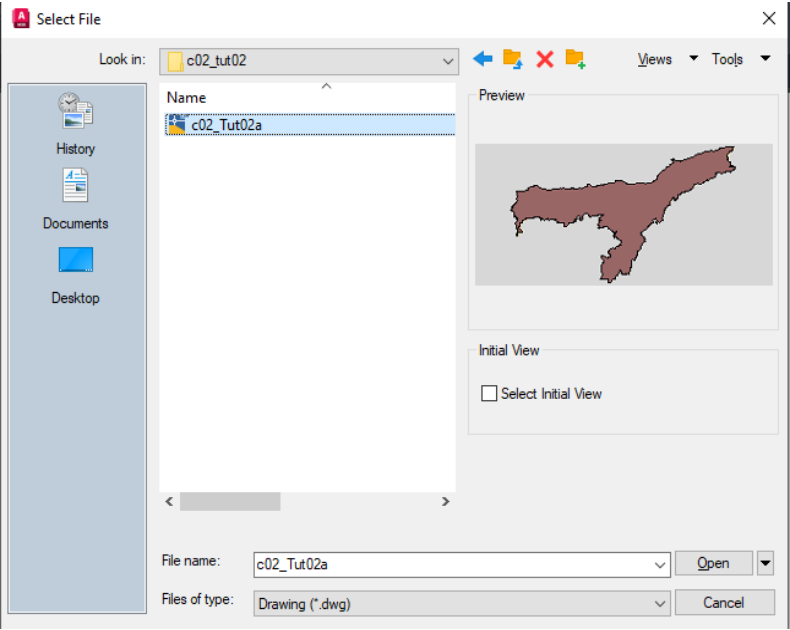 Select File
Look in:
c02_tut02
Views
Tools
History
Documents
Desktop
Name
c02_Tut02a
Preview
Initial View
Select Initial View
File name:
c02_Tut02a
Open
Files of type:
Drawing (*.dwg)
Cancel